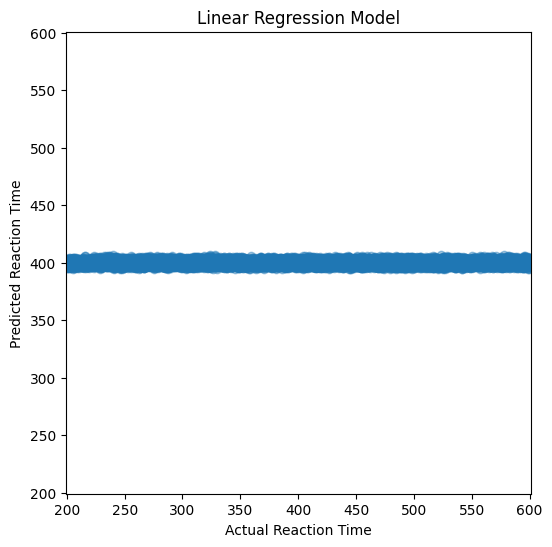 Linear Regression Model
600
550
500
450
400
350
300
250
200
Predicted Reaction Time
200 250 300 350 400 450 500 550 600
Actual Reaction Time